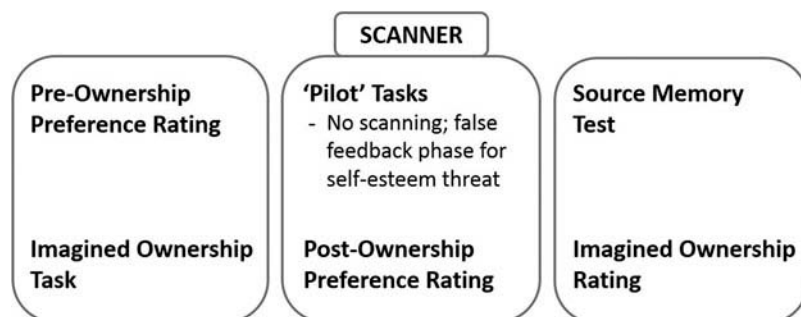 SCANNER
Pre-Ownership
Preference Rating
Imagined Ownership
Task
‘Pilot’ Tasks
- No scanning; false
feedback phase for
self-esteem threat
Post-Ownership
Preference Rating
Source Memory
Test
Imagined Ownership
Rating